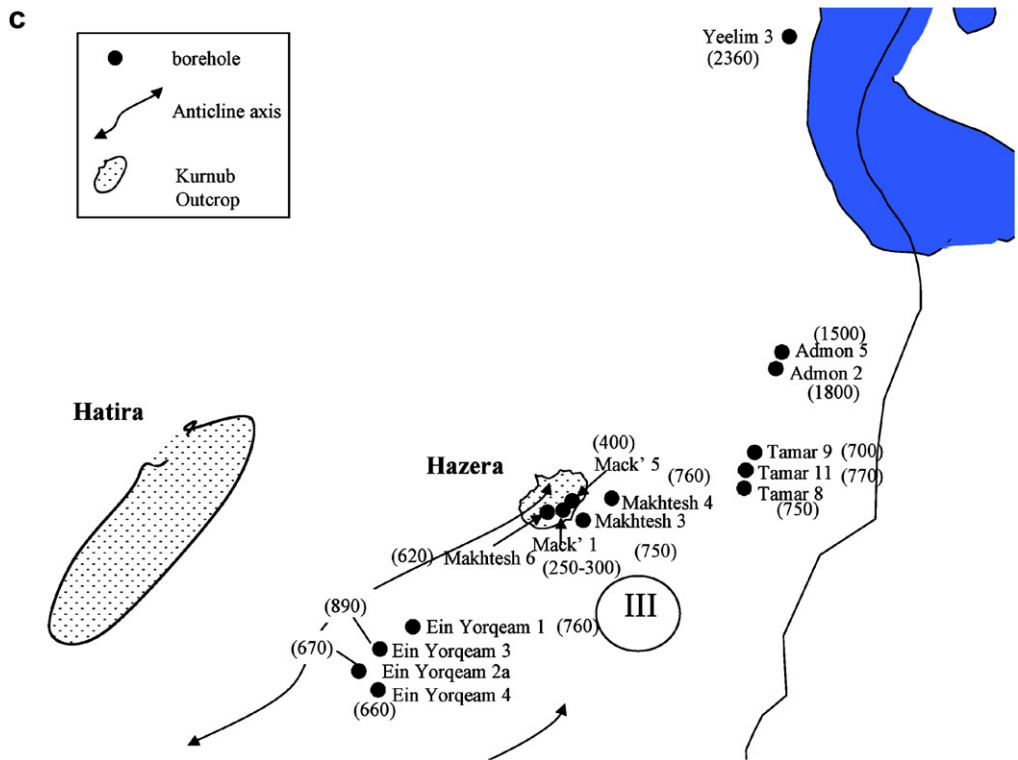 c
borehole
Anticline axis
Kurnub
Outcrop
Yeelim 3
(2360)
(1500)
Admon 5
Admon 2
(1800)
Hatira
Hazera
(400)
Mack' 5
(760)
Tamar 9 (700)
Tamar 11 (770)
Tamar 8
(750)
Makhtesh 4
Makhtesh 3
Mack' 1
(620) Makhtesh 6
(250-300)
(750)
III
(890)
Ein Yorqeam 1 (760)
(670)
Ein Yorqeam 3
Ein Yorqeam 2a
Ein Yorqeam 4
(660)